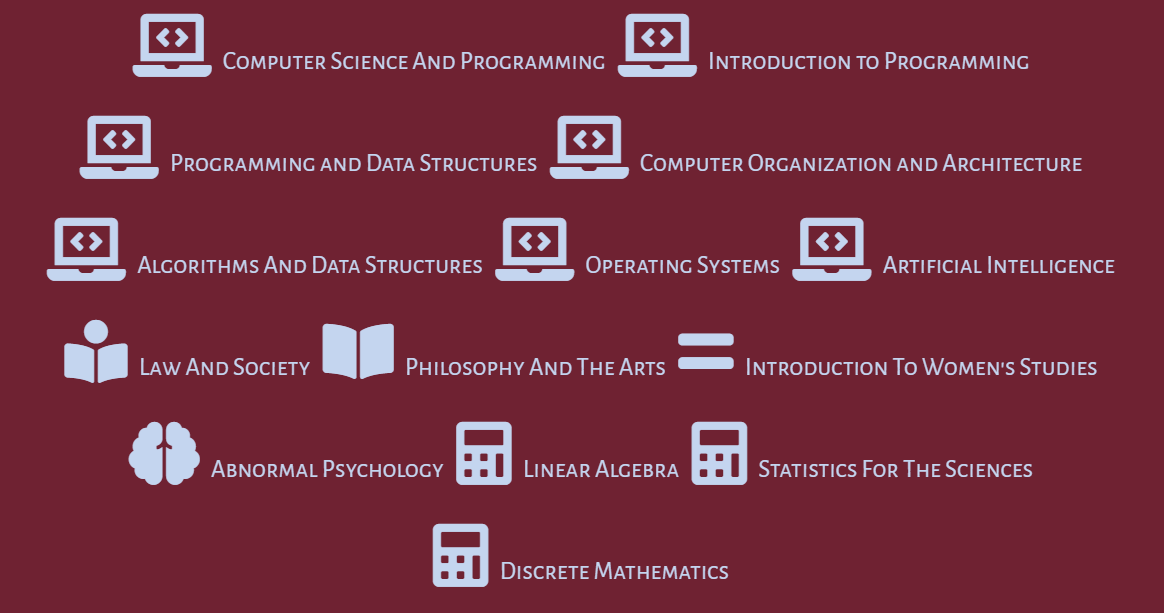 Computer Science And Programming Introduction to Programming
Programming and Data Structures Computer Organization and Architecture
Algorithms And Data Structures Operating Systems Artificial Intelligence
Law And Society Philosophy And The Arts Introduction To Women's Studies
Abnormal Psychology Linear Algebra Statistics For The Sciences
Discrete Mathematics